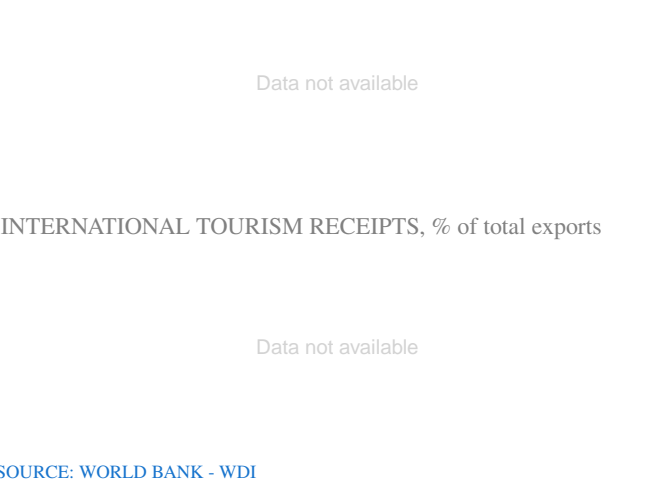 Data not available
INTERNATIONAL TOURISM RECEIPTS, % of total exports
Data not available
SOURCE: WORLD BANK - WDI